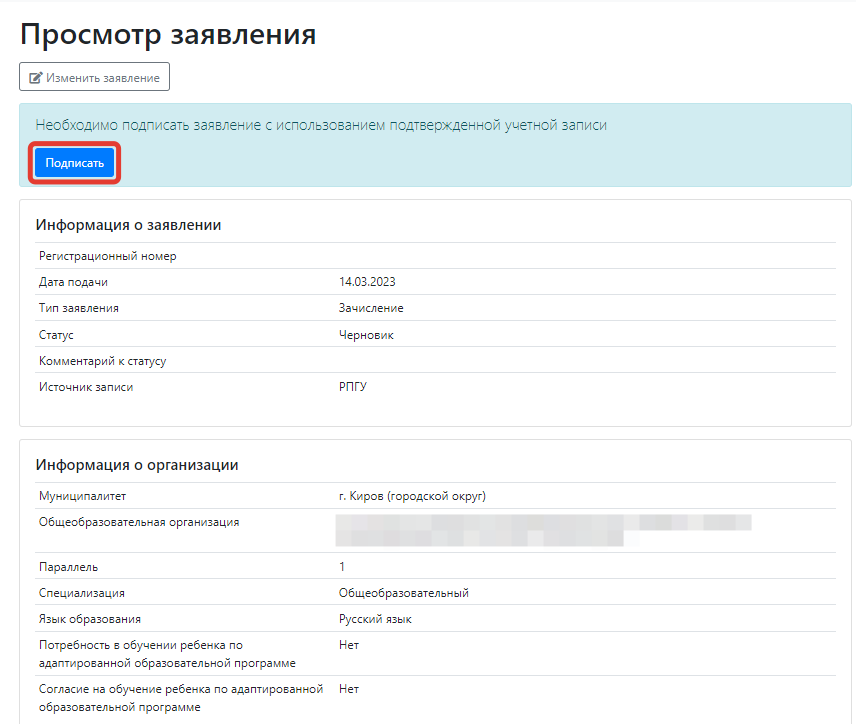 Просмотр заявления
Изменить заявление
Необходимо подписать заявление с использованием подтвержденной учетной записи
Подписать
Информация о заявлении
Регистрационный номер
Дата подачи 14.03.2023
Тип заявления Зачисление
Статус Черновик
Комментарий к статусу
Источник записи РПГУ
Информация о организации
Муниципалитет г. Киров (городской округ)
Общеобразовательная организация
Параллель 1
Специализация Общеобразовательный
Язык образования Русский язык
Потребность в обучении ребенка по Нет
адаптированной образовательной программе
Согласие на обучение ребенка по адаптированной Нет
образовательной программе